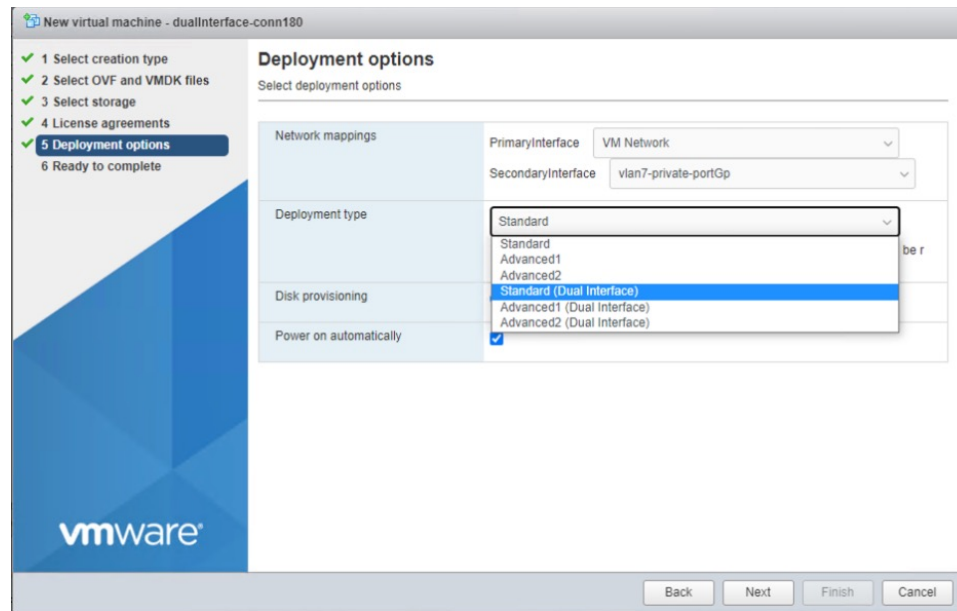 New virtual machine - dualInterface-conn180
1 Select creation type
2 Select OVF and VMDK files
3 Select storage
4 License agreements
5 Deployment options
6 Ready to complete
vmware®
Deployment options
Select deployment options
Network mappings
PrimaryInterface VM Network
SecondaryInterface vlan7-private-portGp
Deployment type
Standard
Standard
Advanced1
Advanced2
Standard (Dual Interface)
Advanced1 (Dual Interface)
Advanced2 (Dual Interface)
be r
Disk provisioning
Power on automatically
Back Next Finish Cancel